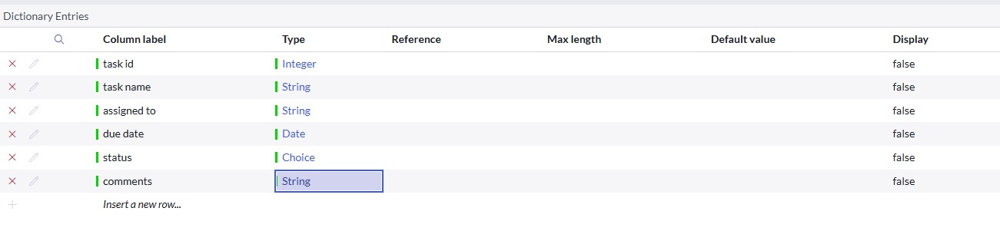 Dictionary Entries
Column label Type Reference Max length Default value Display
task id Integer false
task name String false
assigned to String false
due date Date false
status Choice false
comments String false
Insert a new row...